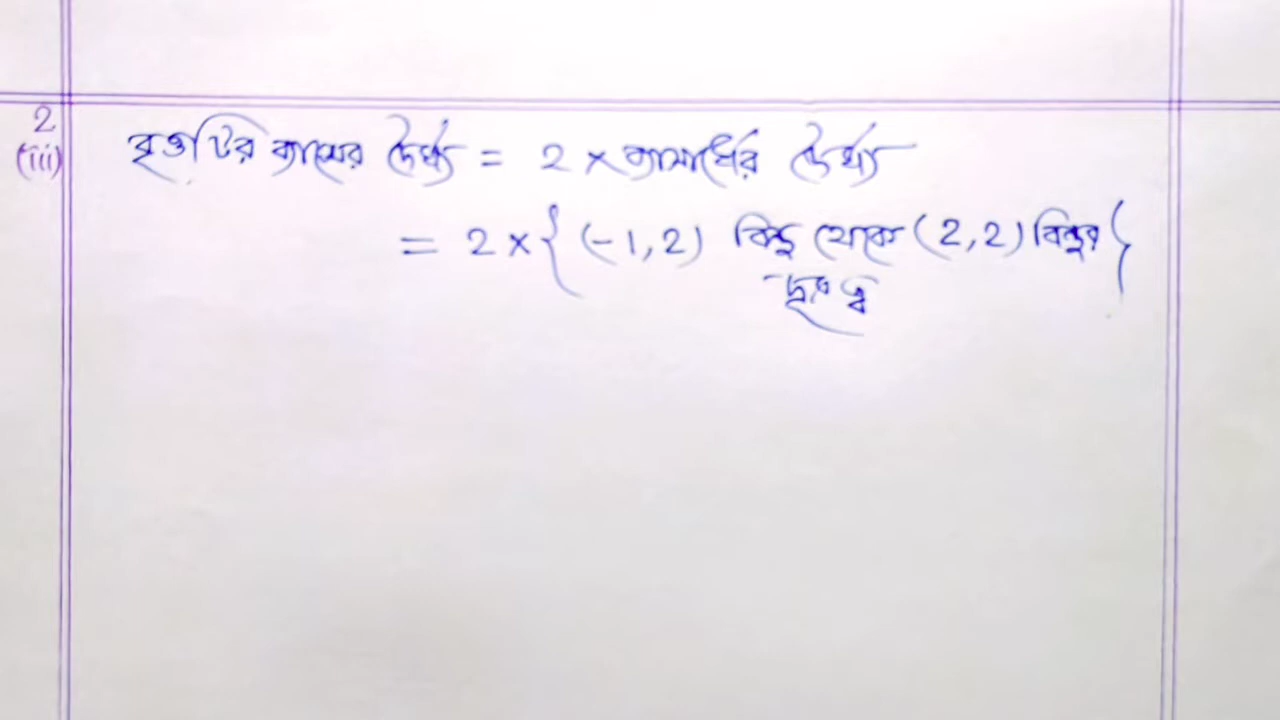 2
(iii) বৃত্তটির ব্যাসের দৈর্ঘ্য = 2 × ব্যাসার্ধের দৈর্ঘ্য
= 2 × { (-1, 2) বিন্দু থেকে (2, 2) বিন্দুর }
দূরত্ব